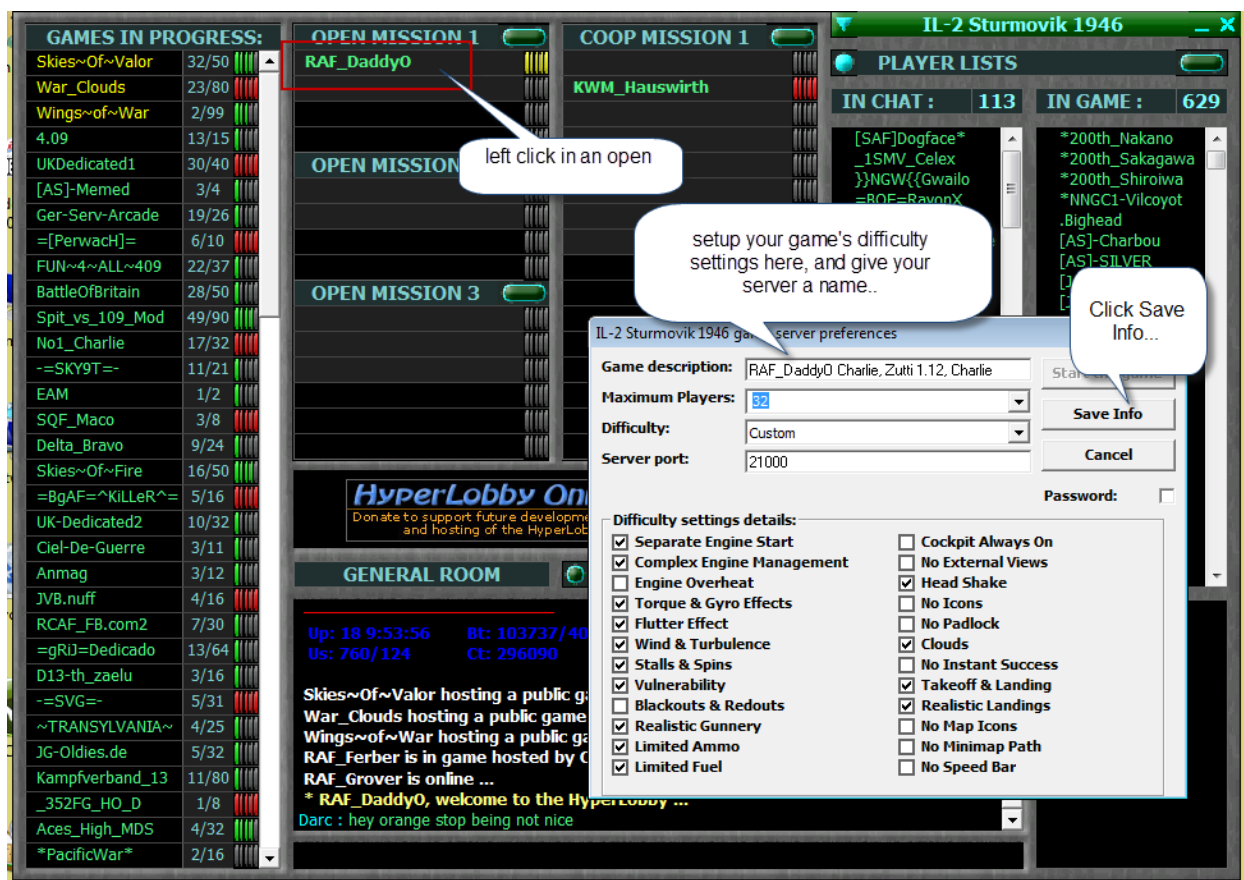 IL-2 Sturmovik 1946
GAMES IN PROGRESS:
Skies~Of~Valor 32/50
War_Clouds 23/80
Wings~of~War 2/99
4.09 13/15
UKDedicated1 30/40
[AS]-Memed 3/4
Ger-Serv-Arcade 19/26
=[PerwacH]= 6/10
FUN~4~ALL~409 22/37
BattleOfBritain 28/50
Spit_vs_109_Mod 49/90
No1_Charlie 17/32
-=SKY9T=- 11/21
EAM 1/2
SQF_Maco 3/8
Delta_Bravo 9/24
Skies~Of~Fire 16/50
=BgAF=^KiLLeR^= 5/16
UK-Dedicated2 10/32
Ciel-De-Guerre 3/11
Anmag 3/12
JVB.nuff 4/16
RCAF_FB.com2 7/30
=gRiJ=Dedicado 13/64
D13-th_zaelu 3/16
-=SVG=- 5/31
~TRANSYLVANIA~ 4/25
JG-Oldies.de 5/32
Kampfverband_13 11/80
_352FG_HO_D 1/8
Aces_High_MDS 4/32
*PacificWar* 2/16
OPEN MISSION 1
RAF_DaddyO
left click in an open
OPEN MISSION
OPEN MISSION 3
COOP MISSION 1
KWM_Hauswirth
PLAYER LISTS
IN CHAT : 113
IN GAME : 629
[SAF]Dogface*
_1SMV_Celex
}}NGW{{Gwailo
=BOE=RayonX
*200th_Nakano
*200th_Sakagawa
*200th_Shiroiwa
*NNGC1-Vilcoyot
.Bighead
[AS]-Charbou
[AS]-SILVER
setup your game's difficulty
settings here, and give your
server a name..
Click Save
Info...
IL-2 Sturmovik 1946 game server preferences
Game description: RAF_DaddyO Charlie, Zutti 1.12, Charlie
Maximum Players: 32
Difficulty: Custom
Server port: 21000
Save Info
Cancel
Password:
Difficulty settings details:
Separate Engine Start
Complex Engine Management
Engine Overheat
Torque & Gyro Effects
Flutter Effect
Wind & Turbulence
Stalls & Spins
Vulnerability
Blackouts & Redouts
Realistic Gunnery
Limited Ammo
Limited Fuel
Cockpit Always On
No External Views
Head Shake
No Icons
No Padlock
Clouds
No Instant Success
Takeoff & Landing
Realistic Landings
No Map Icons
No Minimap Path
No Speed Bar
HyperLobby
Donate to support future
and hosting of the
GENERAL ROOM
Up: 18 9:53:56 Bt: 103737/40
Us: 760/124 Ct: 296090
Skies~Of~Valor hosting a public
War_Clouds hosting a public game
Wings~of~War hosting a public
RAF_Ferber is in game hosted by
RAF_Grover is online ...
* RAF_DaddyO, welcome to the HyperLobby ...
Darc : hey orange stop being not nice